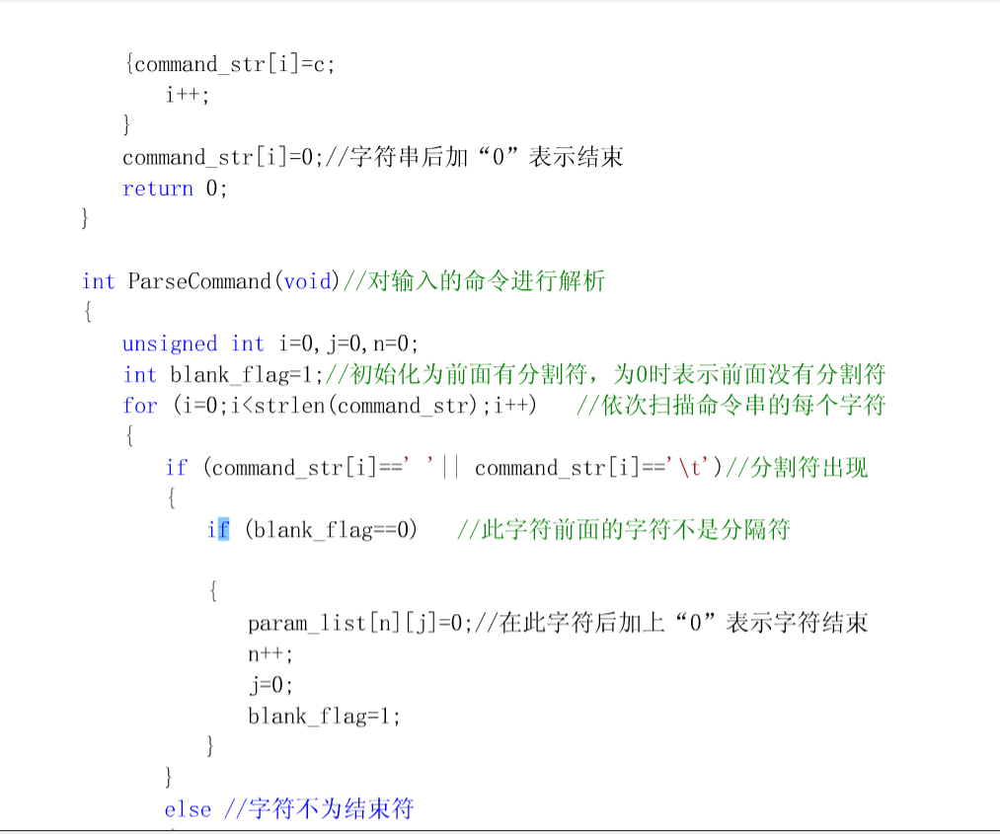 {command_str[i]=c;
i++;
}
command_str[i]=0;//字符串后加“0”表示结束
return 0;
}
int ParseCommand(void)//对输入的命令进行解析
{
unsigned int i=0,j=0,n=0;
int blank_flag=1;//初始化为前面有分割符，为0时表示前面没有分割符
for (i=0;i<strlen(command_str);i++) //依次扫描命令串的每个字符
{
if (command_str[i]==' '|| command_str[i]=='\t')//分割符出现
{
if (blank_flag==0) //此字符前面的字符不是分隔符
{
param_list[n][j]=0;//在此字符后加上“0”表示字符结束
n++;
j=0;
blank_flag=1;
}
}
else //字符不为结束符